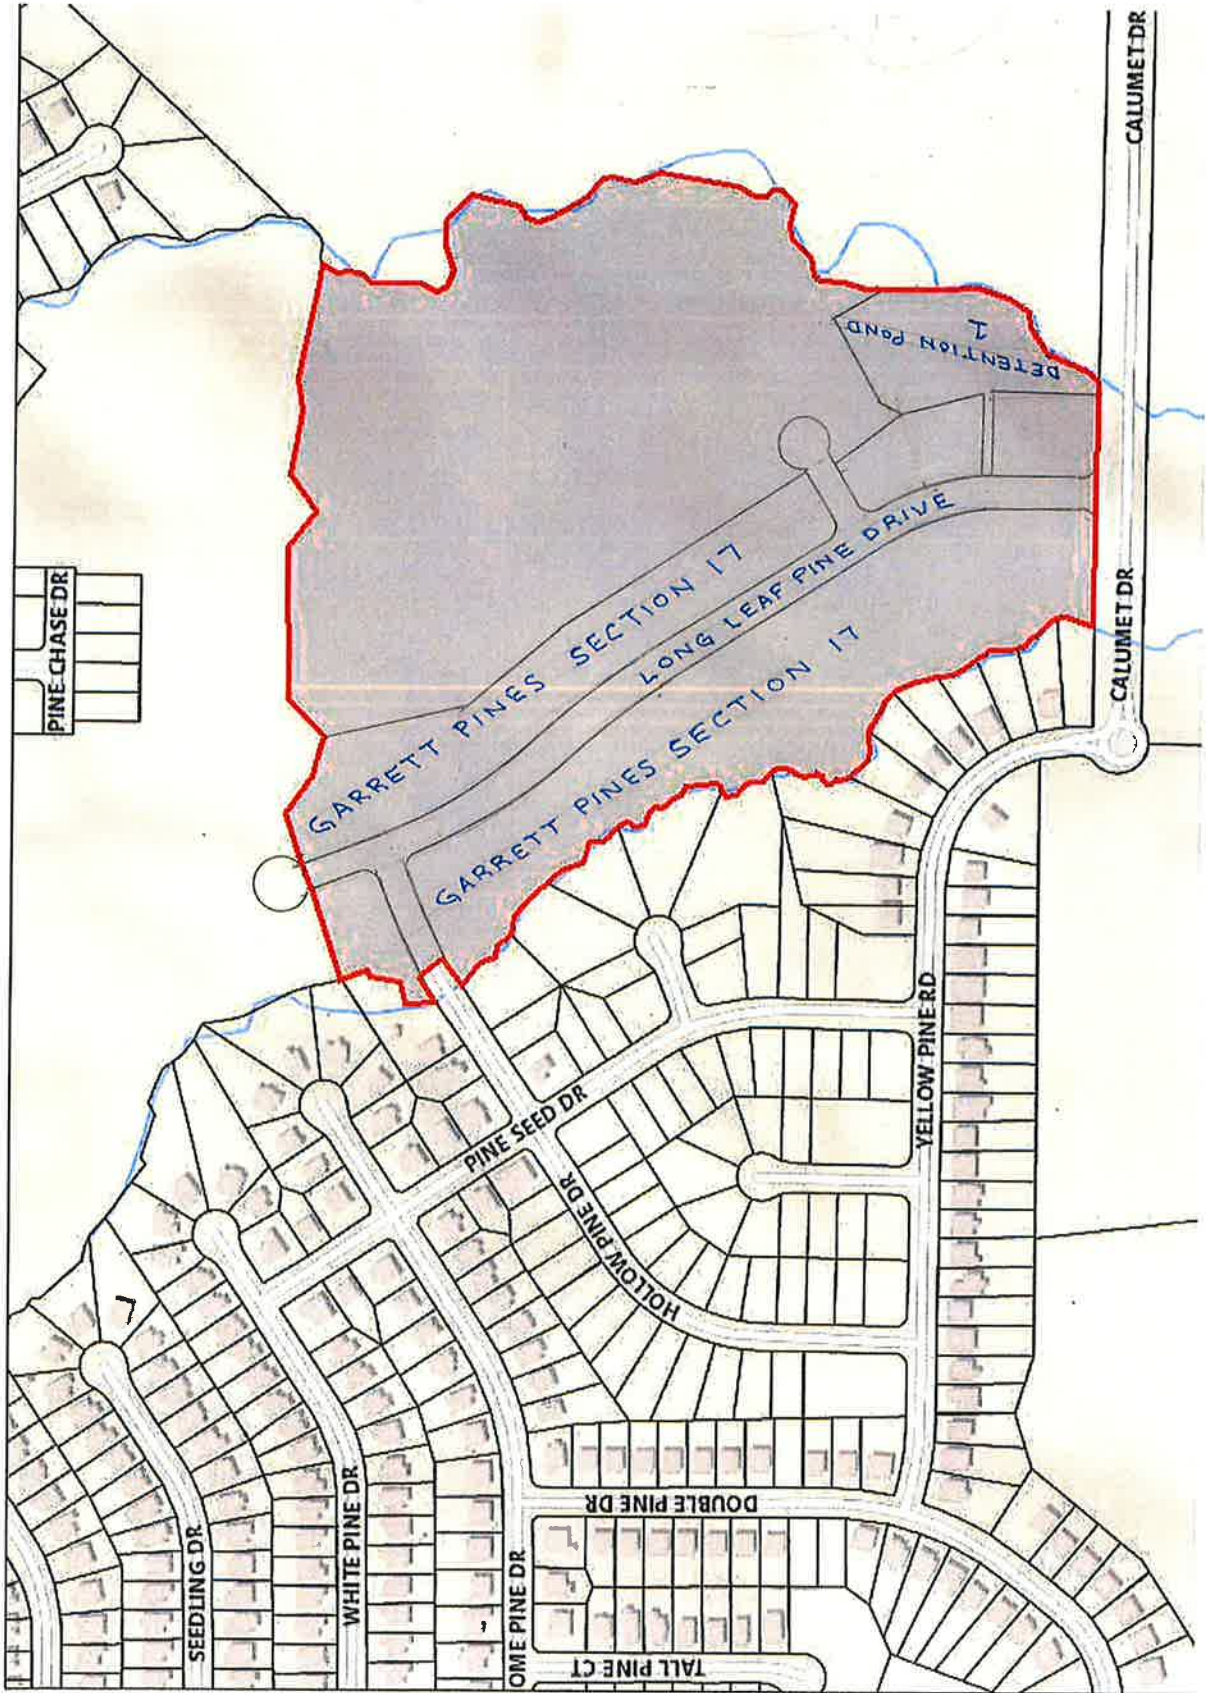 CALUMET DR
PINE CHASE DR
DETENTION POND
1
GARRETT PINES SECTION 17
LONG LEAF PINE DRIVE
GARRETT PINES SECTION 17
CALUMET DR
YELLOW PINE RD
PINE SEED DR
HOLLOW PINE DR
DOUBLE PINE DR
WHITE PINE DR
SEEDLING DR
OME PINE DR
TALL PINE CT